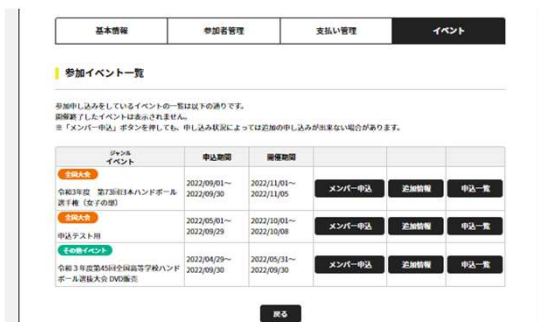 基本情報
参加者管理
支払い管理
イベント
参加イベント一覧
参加申し込みをしているイベントの一覧は以下の通りです。
開催終了したイベントは表示されません。
※「メンバー申込」ボタンを押しても、申し込み状況によっては追加の申し込みが出来ない場合があります。
ジャンル
イベント
申込期間
開催期間
全国大会
令和3年度 第73回日本ハンドボール
選手権（女子の部）
2022/09/01～
2022/09/30
2022/11/01～
2022/11/05
メンバー申込
追加情報
申込一覧
全国大会
申込テスト用
2022/05/01～
2022/09/29
2022/10/01～
2022/10/08
メンバー申込
追加情報
申込一覧
その他イベント
令和３年度第45回全国高等学校ハンド
ボール選抜大会 DVD販売
2022/04/29～
2022/09/30
2022/05/31～
2022/09/30
メンバー申込
追加情報
申込一覧
戻る